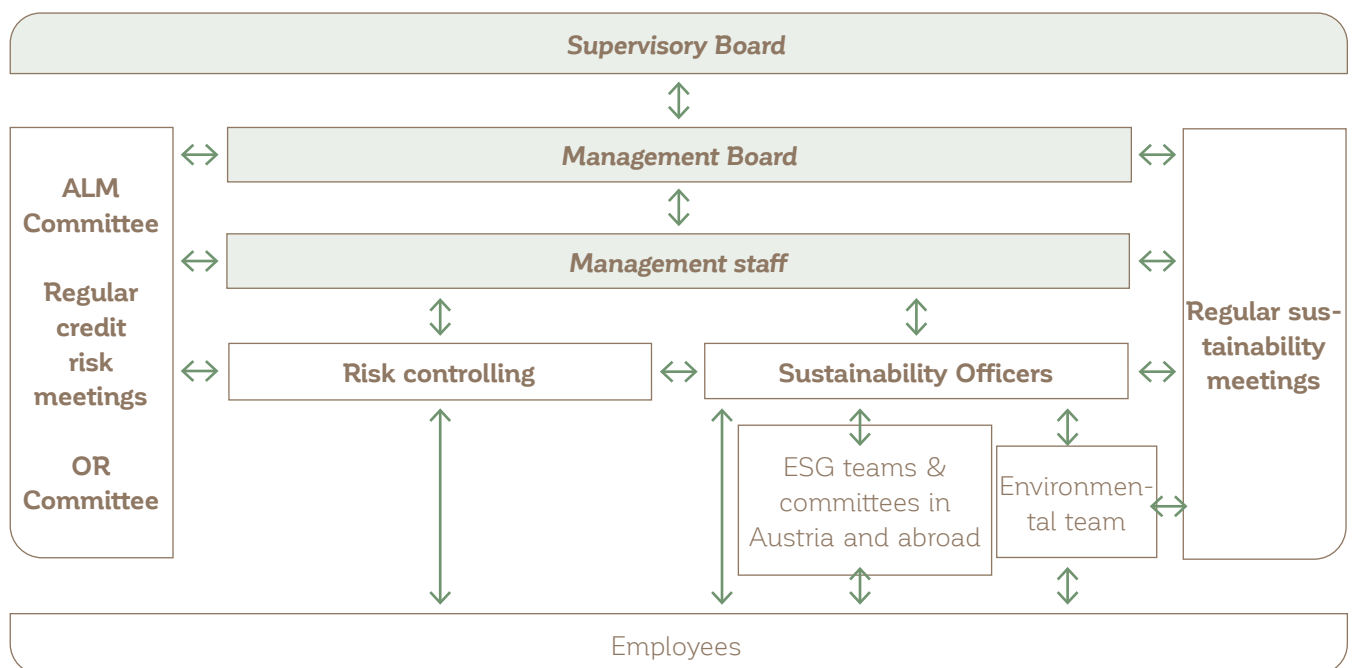 Supervisory Board
Management Board
ALM
Committee
Regular
credit
risk
meetings
OR
Committee
Management staff
Risk controlling
Sustainability Officers
Regular sus-
tainability
meetings
ESG teams &
committees in
Austria and abroad
Environmen-
tal team
Employees